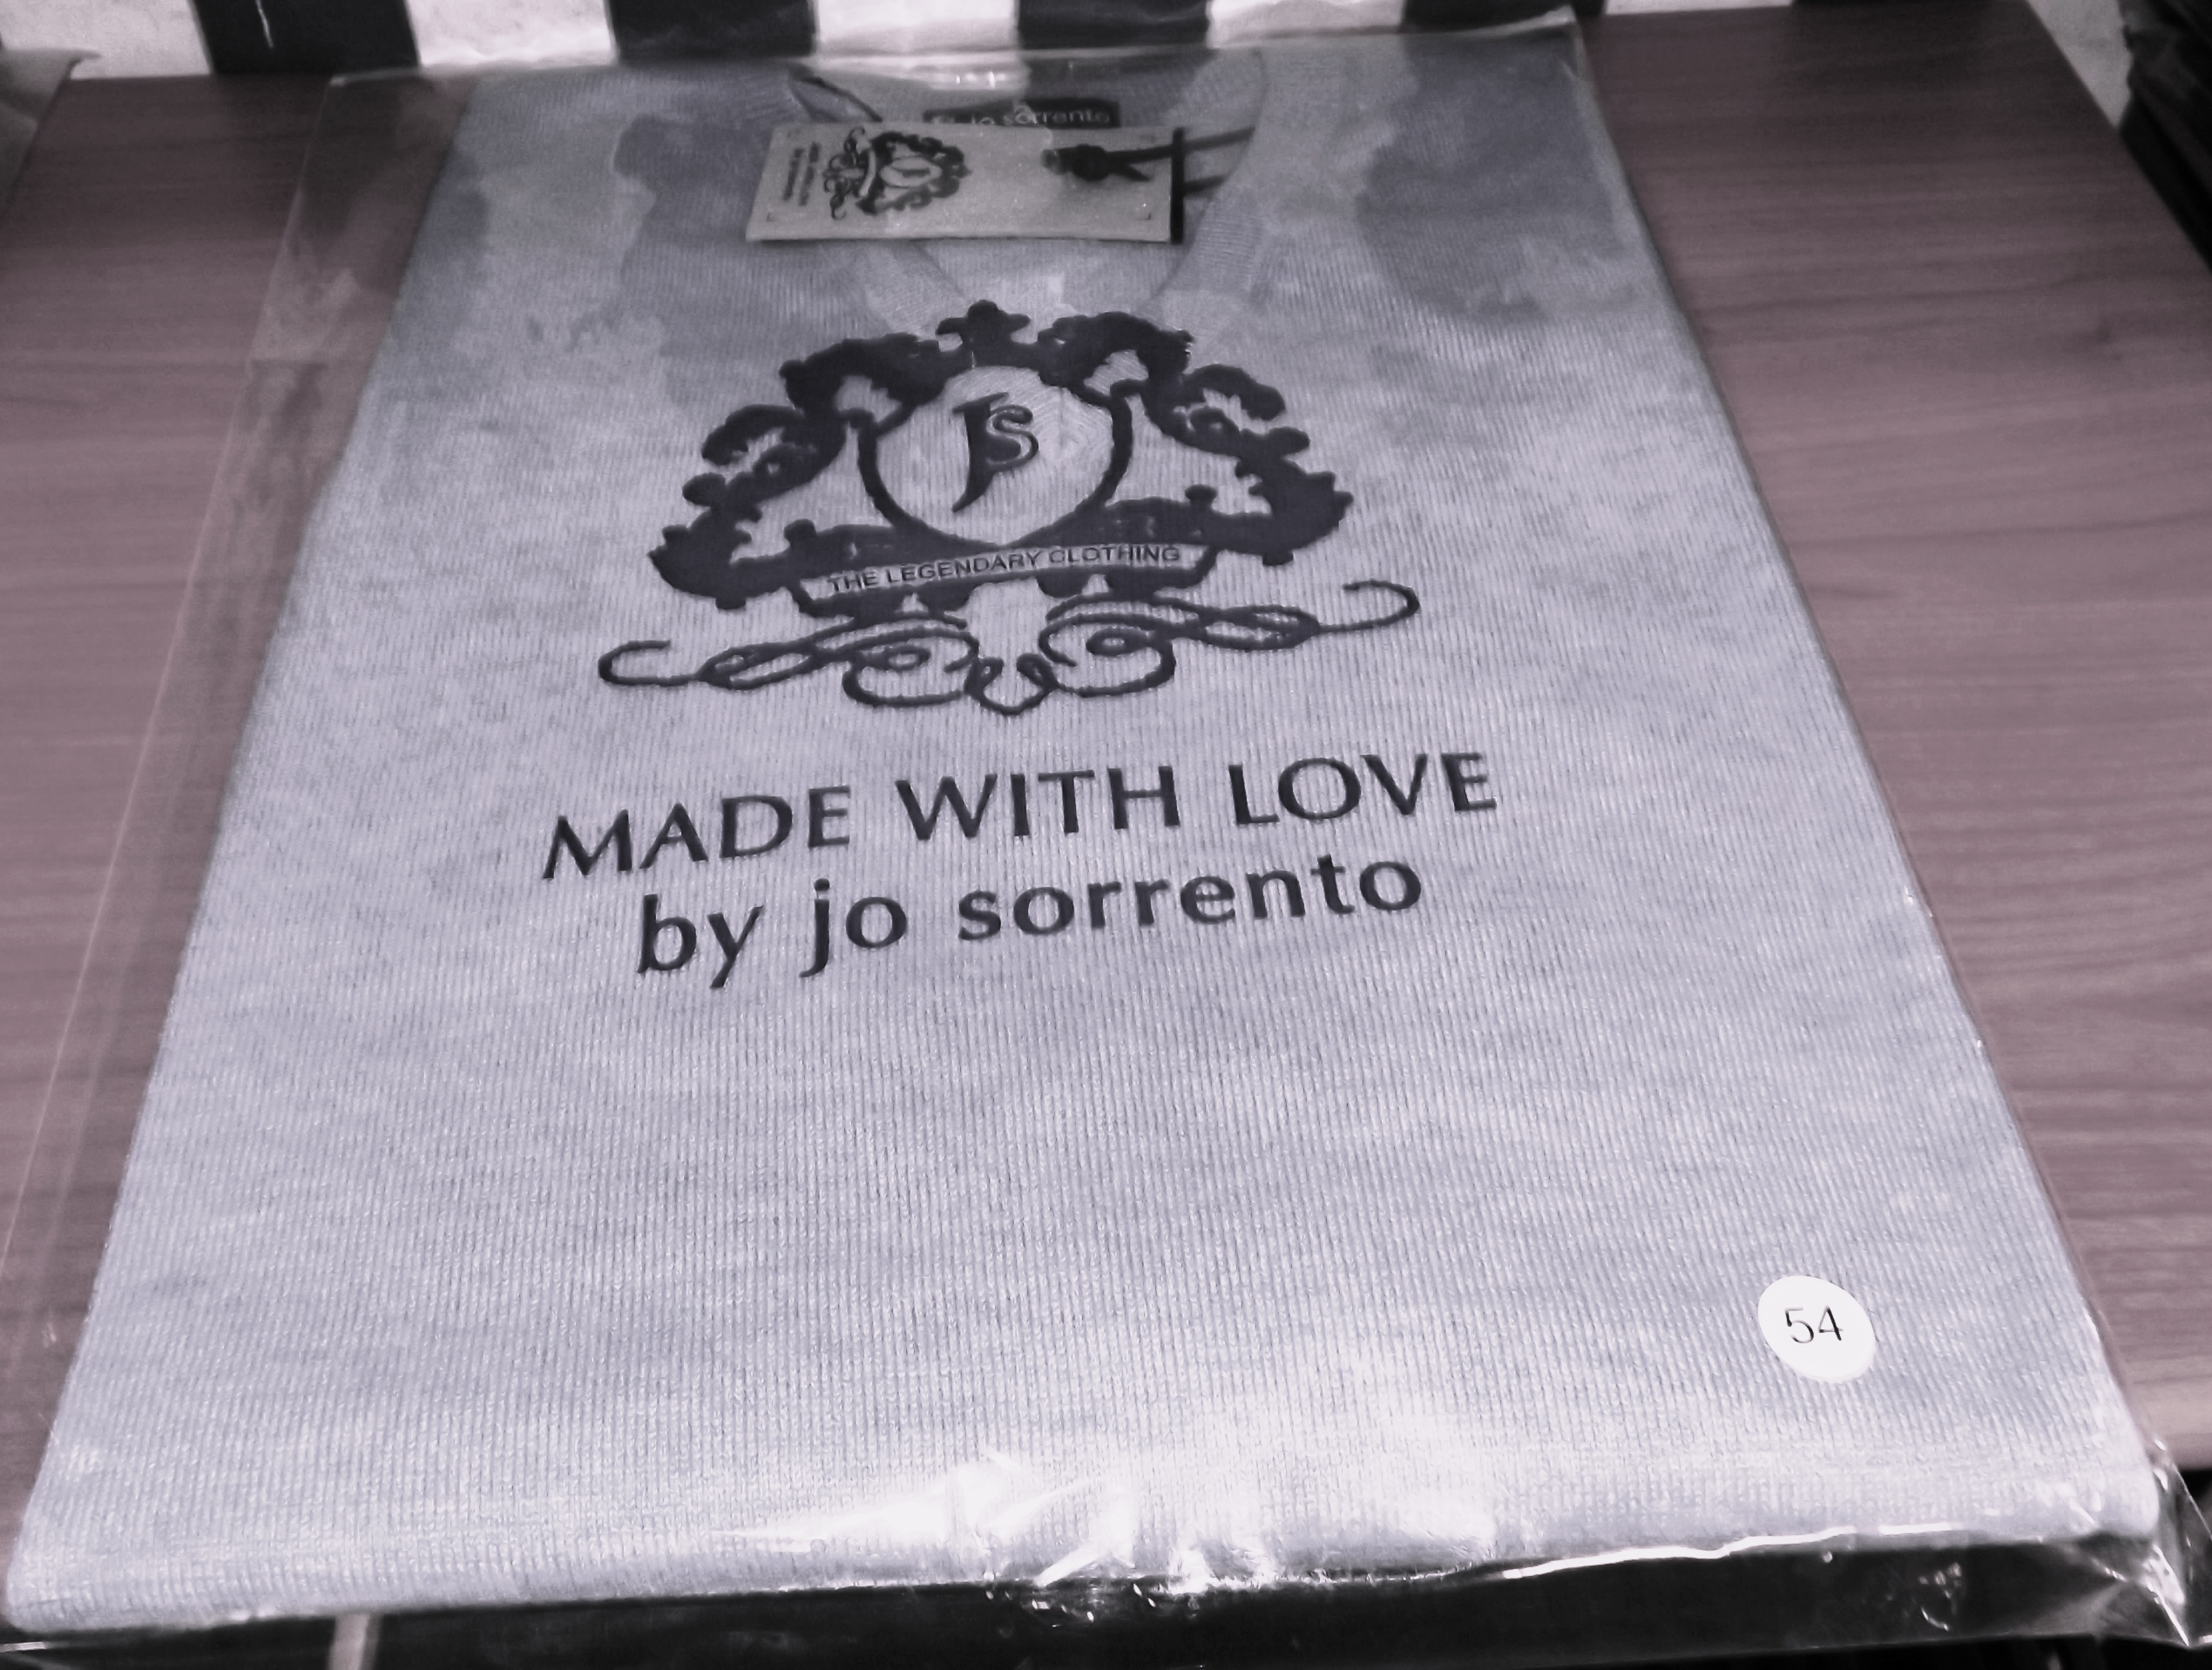 jo sorrento
Js
THE LEGENDARY CLOTHING
MADE WITH LOVE
by jo sorrento
54